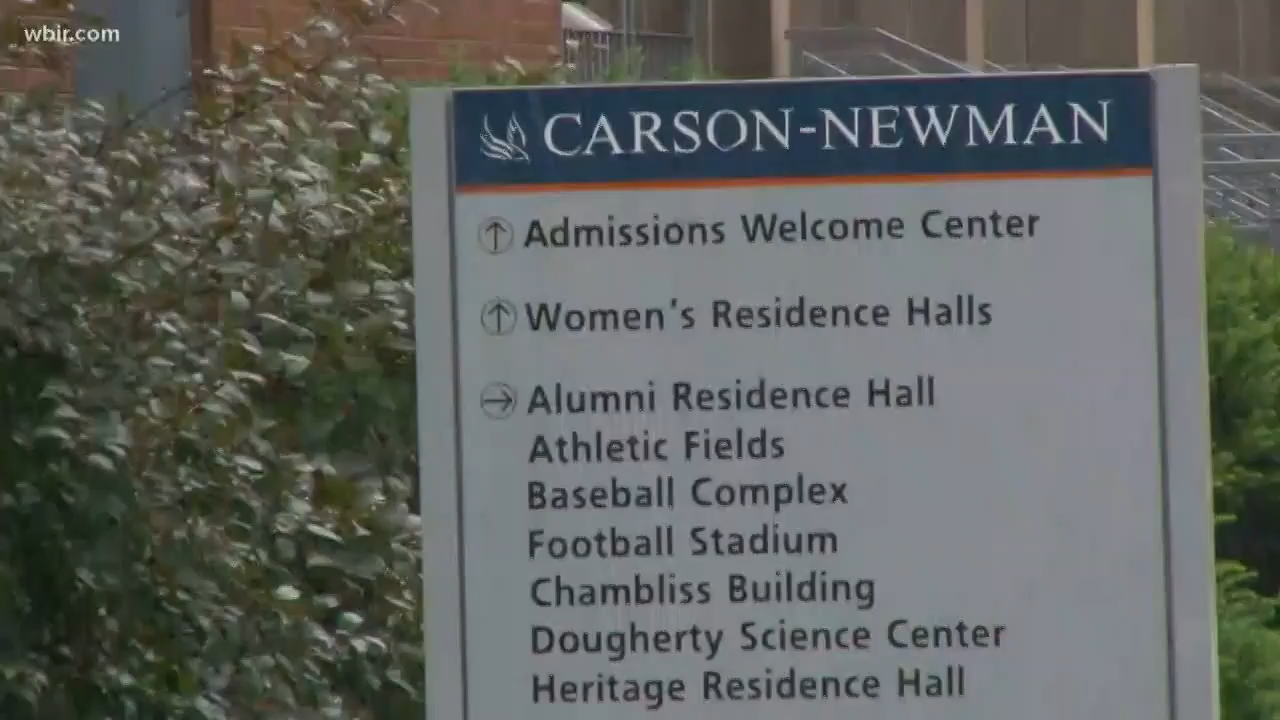 wbir.com
CARSON-NEWMAN
↑ Admissions Welcome Center
↑ Women's Residence Halls
→ Alumni Residence Hall
Athletic Fields
Baseball Complex
Football Stadium
Chambliss Building
Dougherty Science Center
Heritage Residence Hall